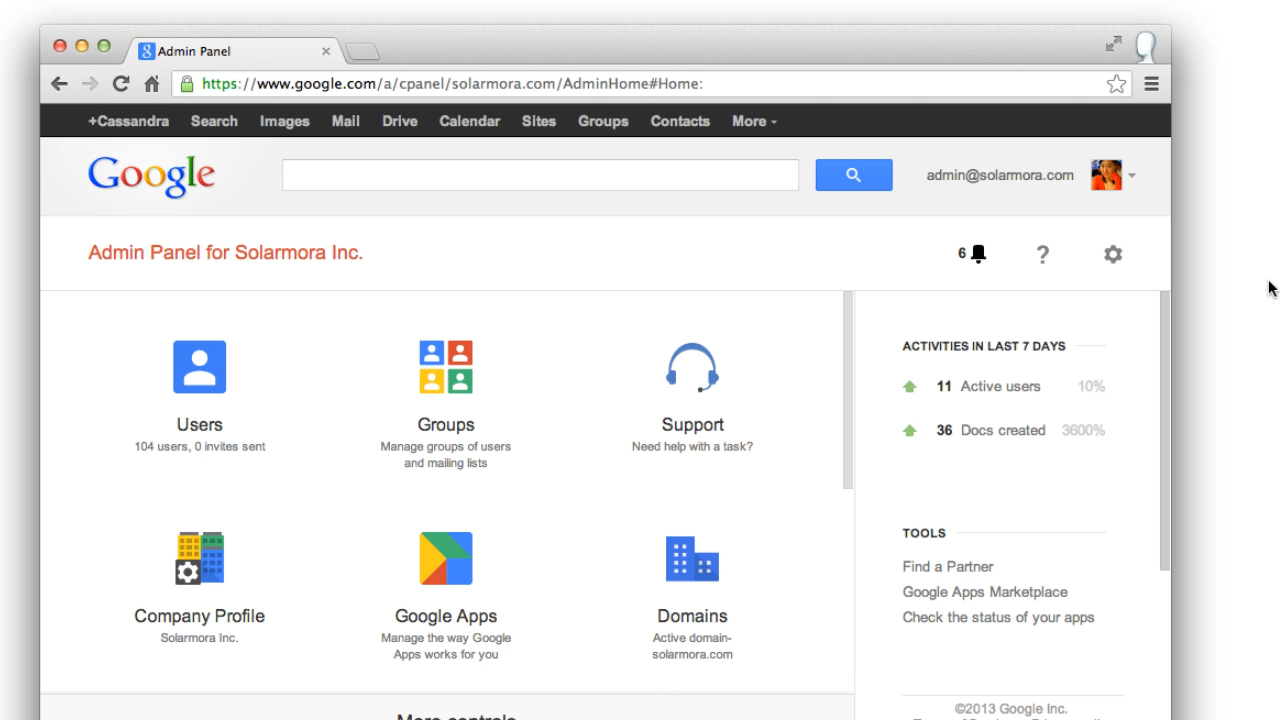 Admin Panel
https://www.google.com/a/cpanel/solarmora.com/AdminHome#Home:
+Cassandra Search Images Mail Drive Calendar Sites Groups Contacts More
Google
admin@solarmora.com
Admin Panel for Solarmora Inc.
6
?
Users
104 users, 0 invites sent
Groups
Manage groups of users
and mailing lists
Support
Need help with a task?
Company Profile
Solarmora Inc.
Google Apps
Manage the way Google
Apps works for you
Domains
Active domain-
solarmora.com
More controls
ACTIVITIES IN LAST 7 DAYS
11 Active users 10%
36 Docs created 3600%
TOOLS
Find a Partner
Google Apps Marketplace
Check the status of your apps
©2013 Google Inc.